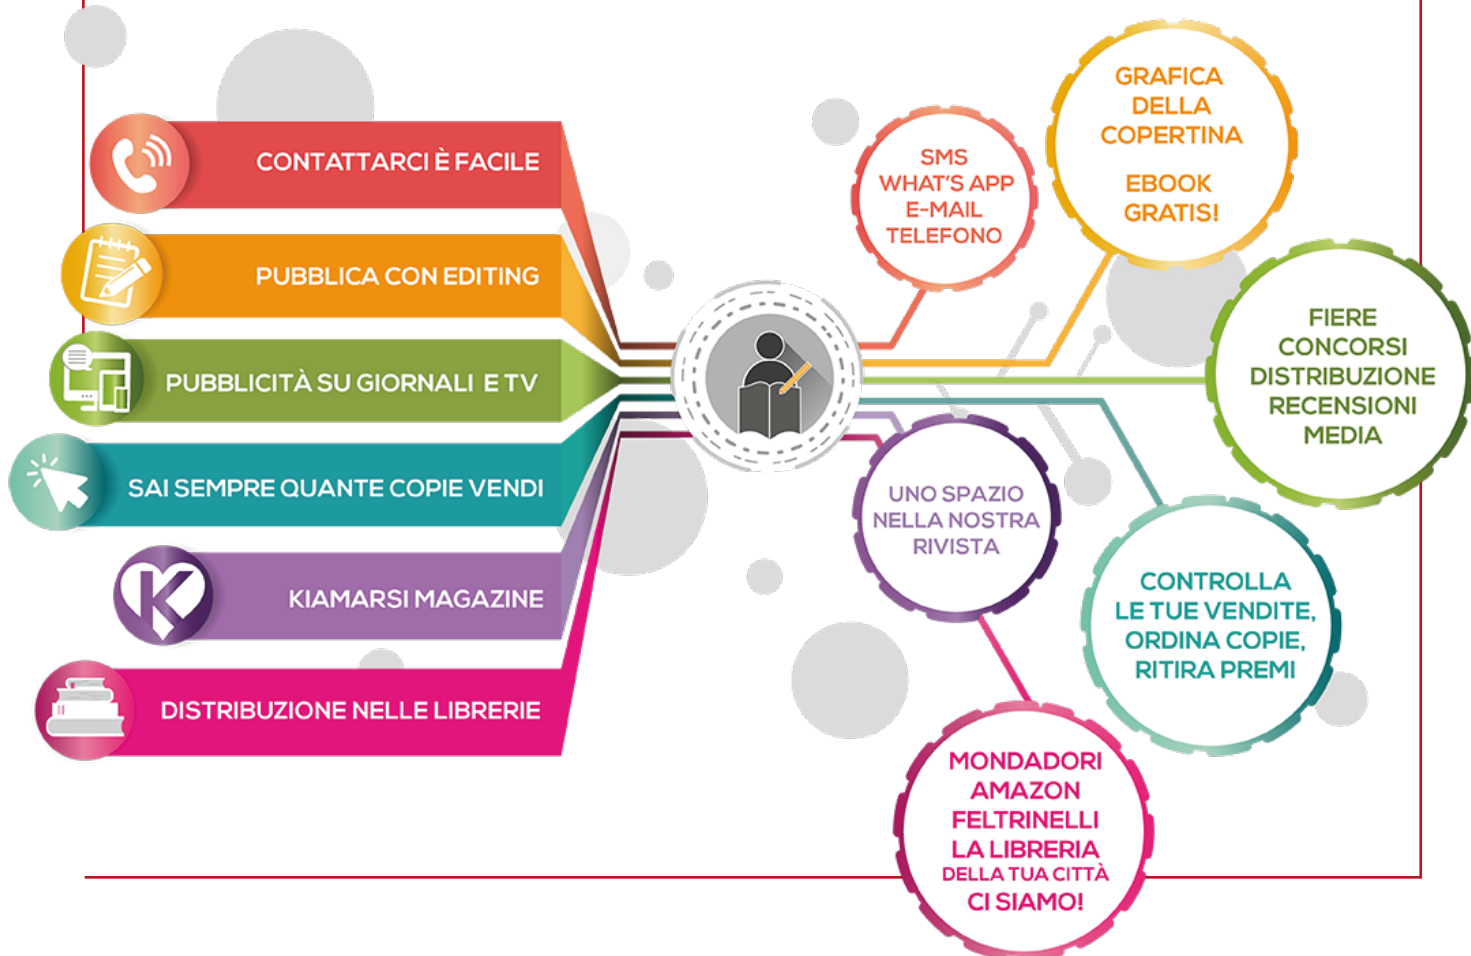 CONTATTARCI È FACILE
PUBBLICA CON EDITING
PUBBLICITÀ SU GIORNALI E TV
SAI SEMPRE QUANTE COPIE VENDI
K
KIAMARSI MAGAZINE
DISTRIBUZIONE NELLE LIBRERIE
SMS
WHAT'S APP
E-MAIL
TELEFONO
GRAFICA
DELLA
COPERTINA
EBOOK
GRATIS!
FIERE
CONCORSI
DISTRIBUZIONE
RECENSIONI
MEDIA
UNO SPAZIO
NELLA NOSTRA
RIVISTA
CONTROLLA
LE TUE VENDITE,
ORDINA COPIE,
RITIRA PREMI
MONDADORI
AMAZON
FELTRINELLI
LA LIBRERIA
DELLA TUA CITTÀ
CI SIAMO!